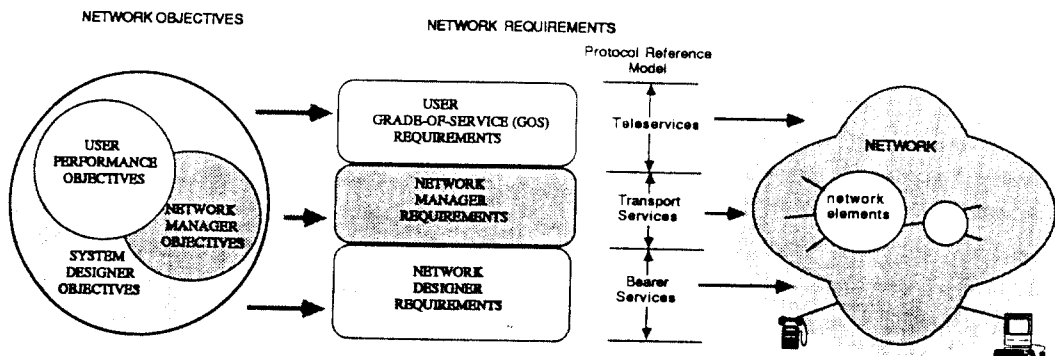 NETWORK OBJECTIVES
NETWORK REQUIREMENTS
Protocol Reference
Model
USER
PERFORMANCE
OBJECTIVES
NETWORK
MANAGER
OBJECTIVES
SYSTEM
DESIGNER
OBJECTIVES
USER
GRADE-OF-SERVICE (GOS)
REQUIREMENTS
NETWORK
MANAGER
REQUIREMENTS
NETWORK
DESIGNER
REQUIREMENTS
Teleservices
Transport
Services
Bearer
Services
NETWORK
network
elements